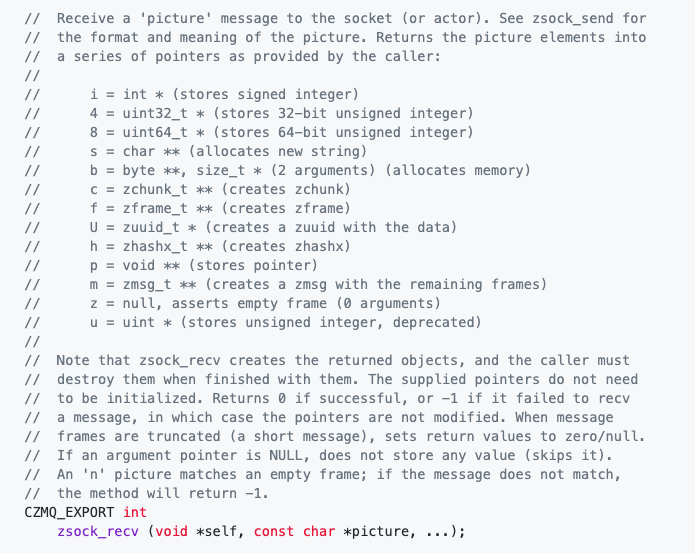 //  Receive a 'picture' message to the socket (or actor). See zsock_send for
//  the format and meaning of the picture. Returns the picture elements into
//  a series of pointers as provided by the caller:
//
//      i = int * (stores signed integer)
//      4 = uint32_t * (stores 32-bit unsigned integer)
//      8 = uint64_t * (stores 64-bit unsigned integer)
//      s = char ** (allocates new string)
//      b = byte **, size_t * (2 arguments) (allocates memory)
//      c = zchunk_t ** (creates zchunk)
//      f = zframe_t ** (creates zframe)
//      U = zuuid_t * (creates a zuuid with the data)
//      h = zhashx_t ** (creates zhashx)
//      p = void ** (stores pointer)
//      m = zmsg_t ** (creates a zmsg with the remaining frames)
//      z = null, asserts empty frame (0 arguments)
//      u = uint * (stores unsigned integer, deprecated)
//
//  Note that zsock_recv creates the returned objects, and the caller must
//  destroy them when finished with them. The supplied pointers do not need
//  to be initialized. Returns 0 if successful, or -1 if it failed to recv
//  a message, in which case the pointers are not modified. When message
//  frames are truncated (a short message), sets return values to zero/null.
//  If an argument pointer is NULL, does not store any value (skips it).
//  An 'n' picture matches an empty frame; if the message does not match,
//  the method will return -1.
CZMQ_EXPORT int
    zsock_recv (void *self, const char *picture, ...);